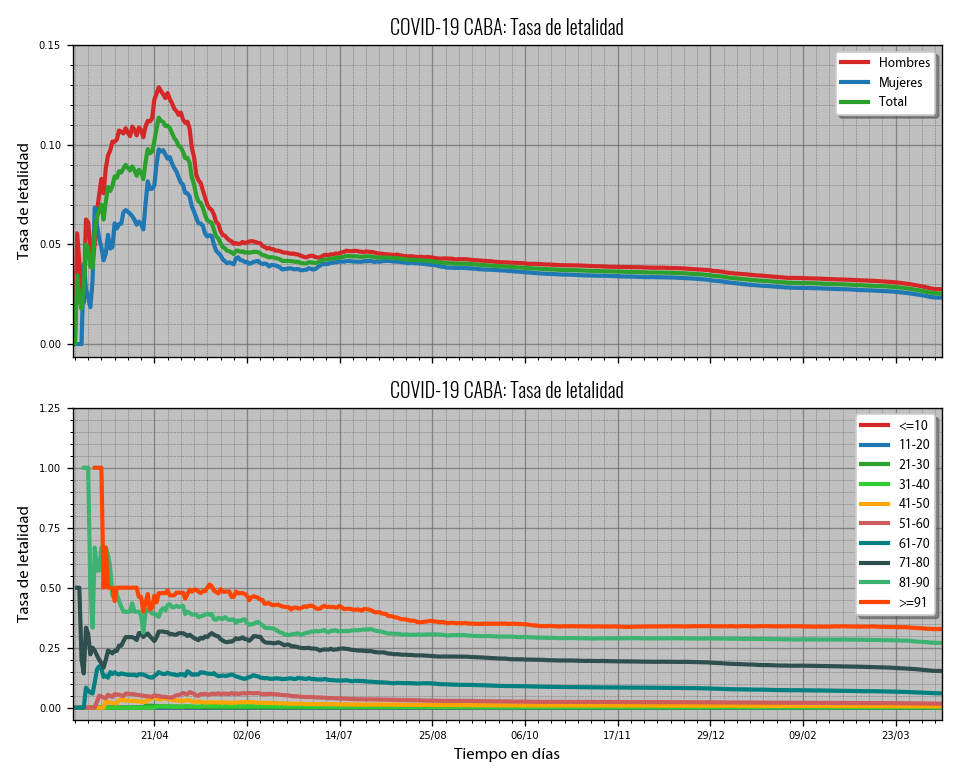 COVID-19 CABA: Tasa de letalidad
0.15
0.10
0.05
0.00
Tasa de letalidad
Hombres
Mujeres
Total
COVID-19 CABA: Tasa de letalidad
1.25
1.00
0.75
0.50
0.25
0.00
Tasa de letalidad
<=10
11-20
21-30
31-40
41-50
51-60
61-70
71-80
81-90
>=91
21/04 02/06 14/07 25/08 06/10 17/11 29/12 09/02 23/03
Tiempo en días